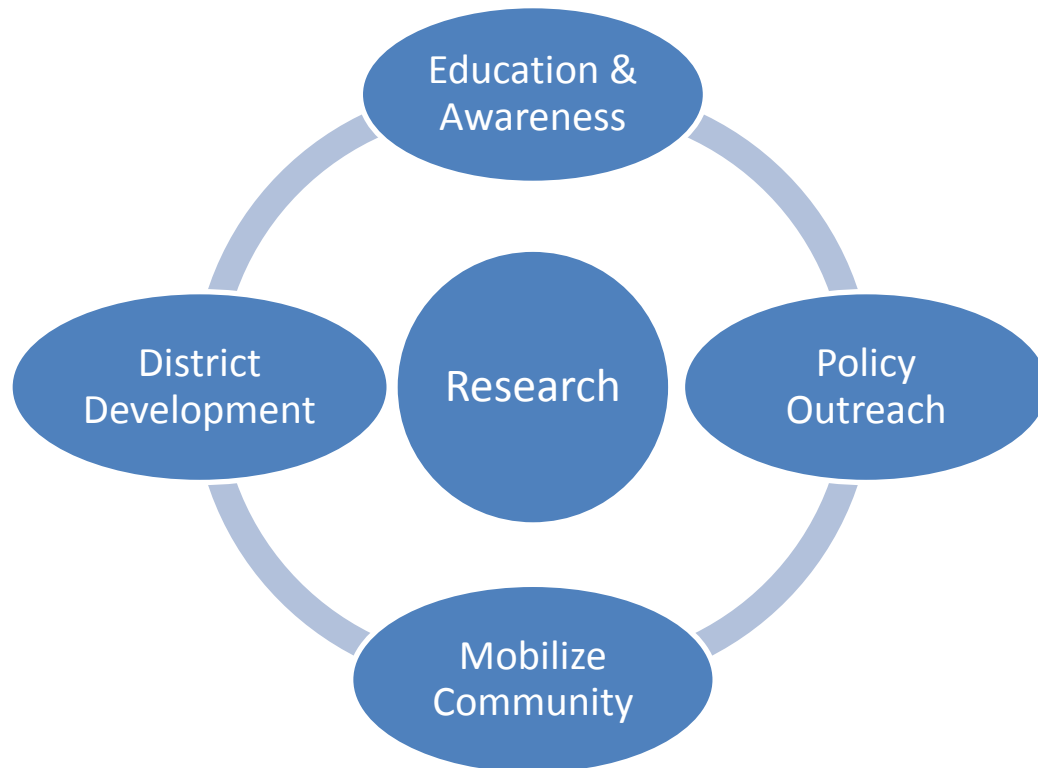 Education &
Awareness
District
Development
Research
Policy
Outreach
Mobilize
Community